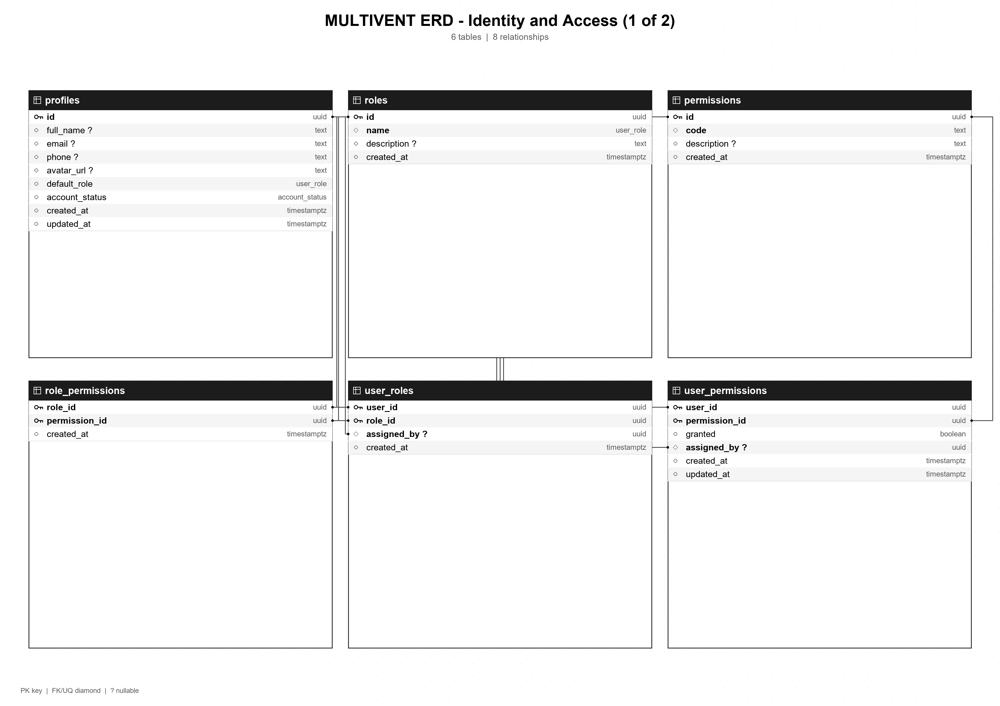 MULTIVENT ERD - Identity and Access (1 of 2)
6 tables | 8 relationships
profiles
id uuid
full_name ? text
email ? text
phone ? text
avatar_url ? text
default_role user_role
account_status account_status
created_at timestamptz
updated_at timestamptz
roles
id uuid
name user_role
description ? text
created_at timestamptz
permissions
id uuid
code text
description ? text
created_at timestamptz
role_permissions
role_id uuid
permission_id uuid
created_at timestamptz
user_roles
user_id uuid
role_id uuid
assigned_by ? uuid
created_at timestamptz
user_permissions
user_id uuid
permission_id uuid
granted boolean
assigned_by ? uuid
created_at timestamptz
updated_at timestamptz
PK key | FK/UQ diamond | ? nullable